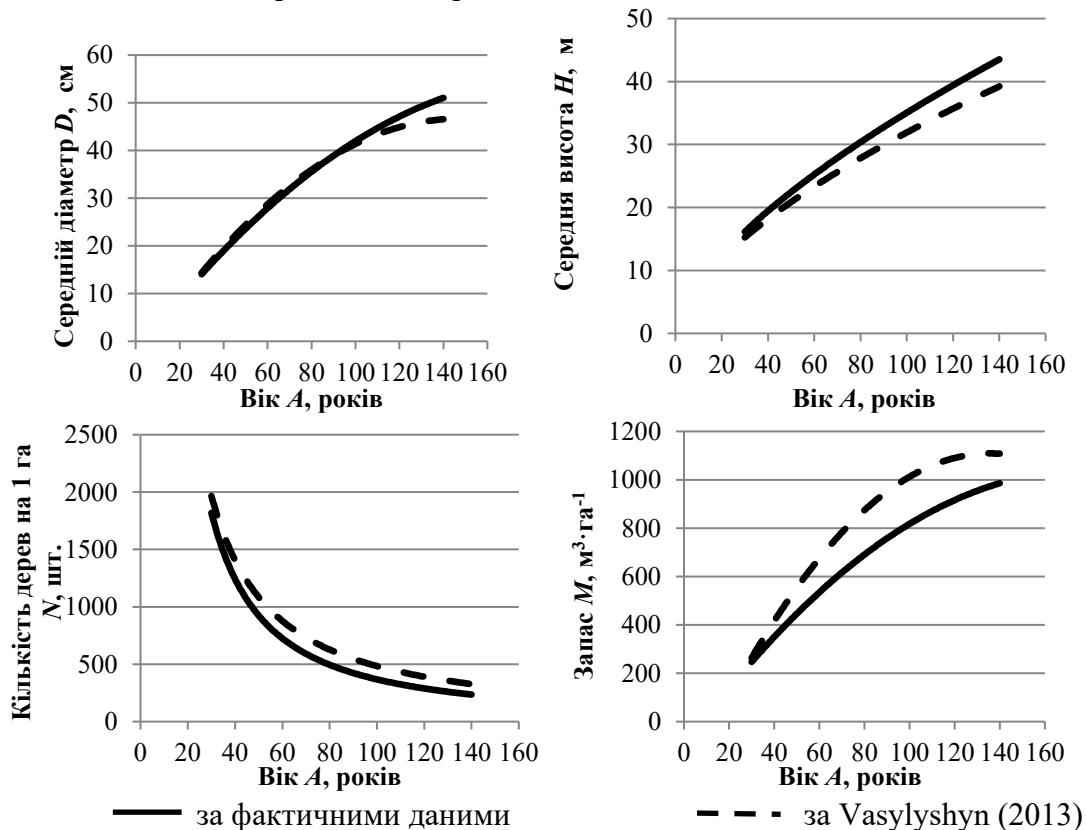 Середній діаметр D, см
60
50
40
30
20
10
0
0 20 40 60 80 100 120 140 160
Вік A, років
Середня висота H, м
50
40
30
20
10
0
0 20 40 60 80 100 120 140 160
Вік A, років
Кількість дерев на 1 га
N, шт.
2500
2000
1500
1000
500
0
0 20 40 60 80 100 120 140 160
Вік A, років
Запас M, м³·га⁻¹
1200
1000
800
600
400
200
0
0 20 40 60 80 100 120 140 160
Вік A, років
за фактичними даними
за Vasylyshyn (2013)